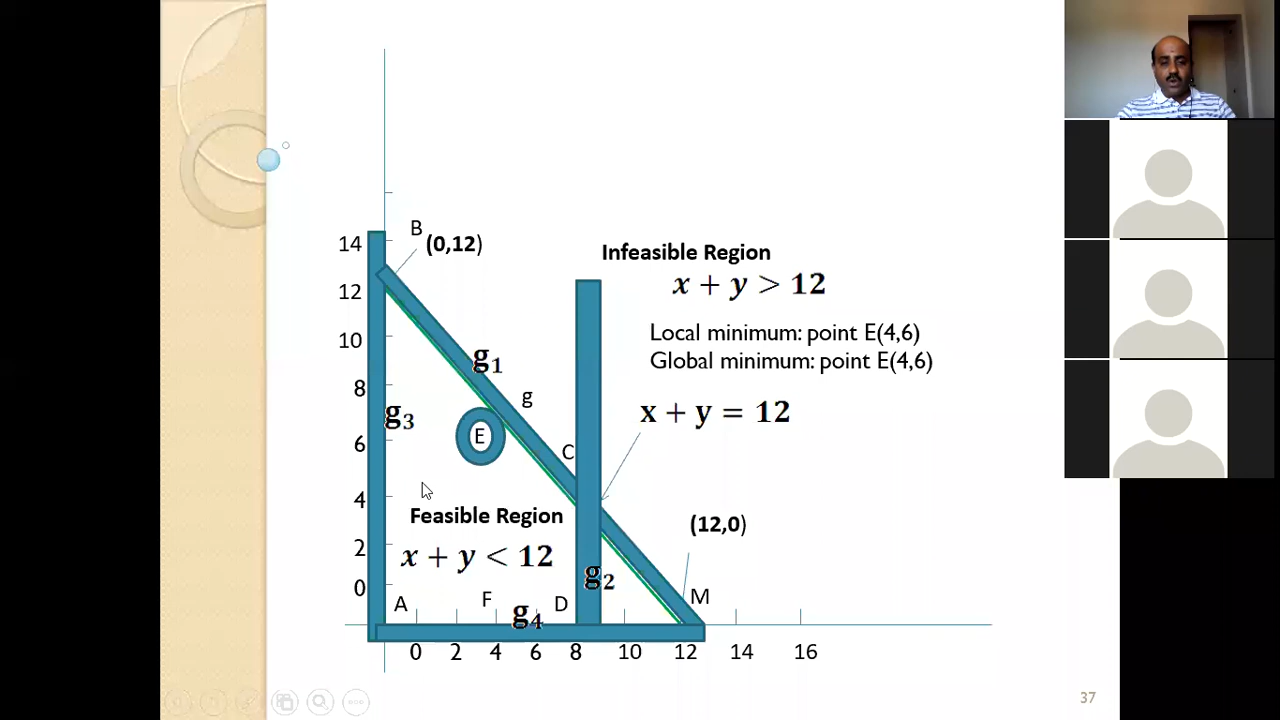 B
(0,12)
14
12
10
8
6
4
2
0
Infeasible Region
x + y > 12
Local minimum: point E(4,6)
Global minimum: point E(4,6)
x + y = 12
g1
g
g3
E
C
Feasible Region
x + y < 12
(12,0)
g2
A
F
g4
D
M
0 2 4 6 8 10 12 14 16
37